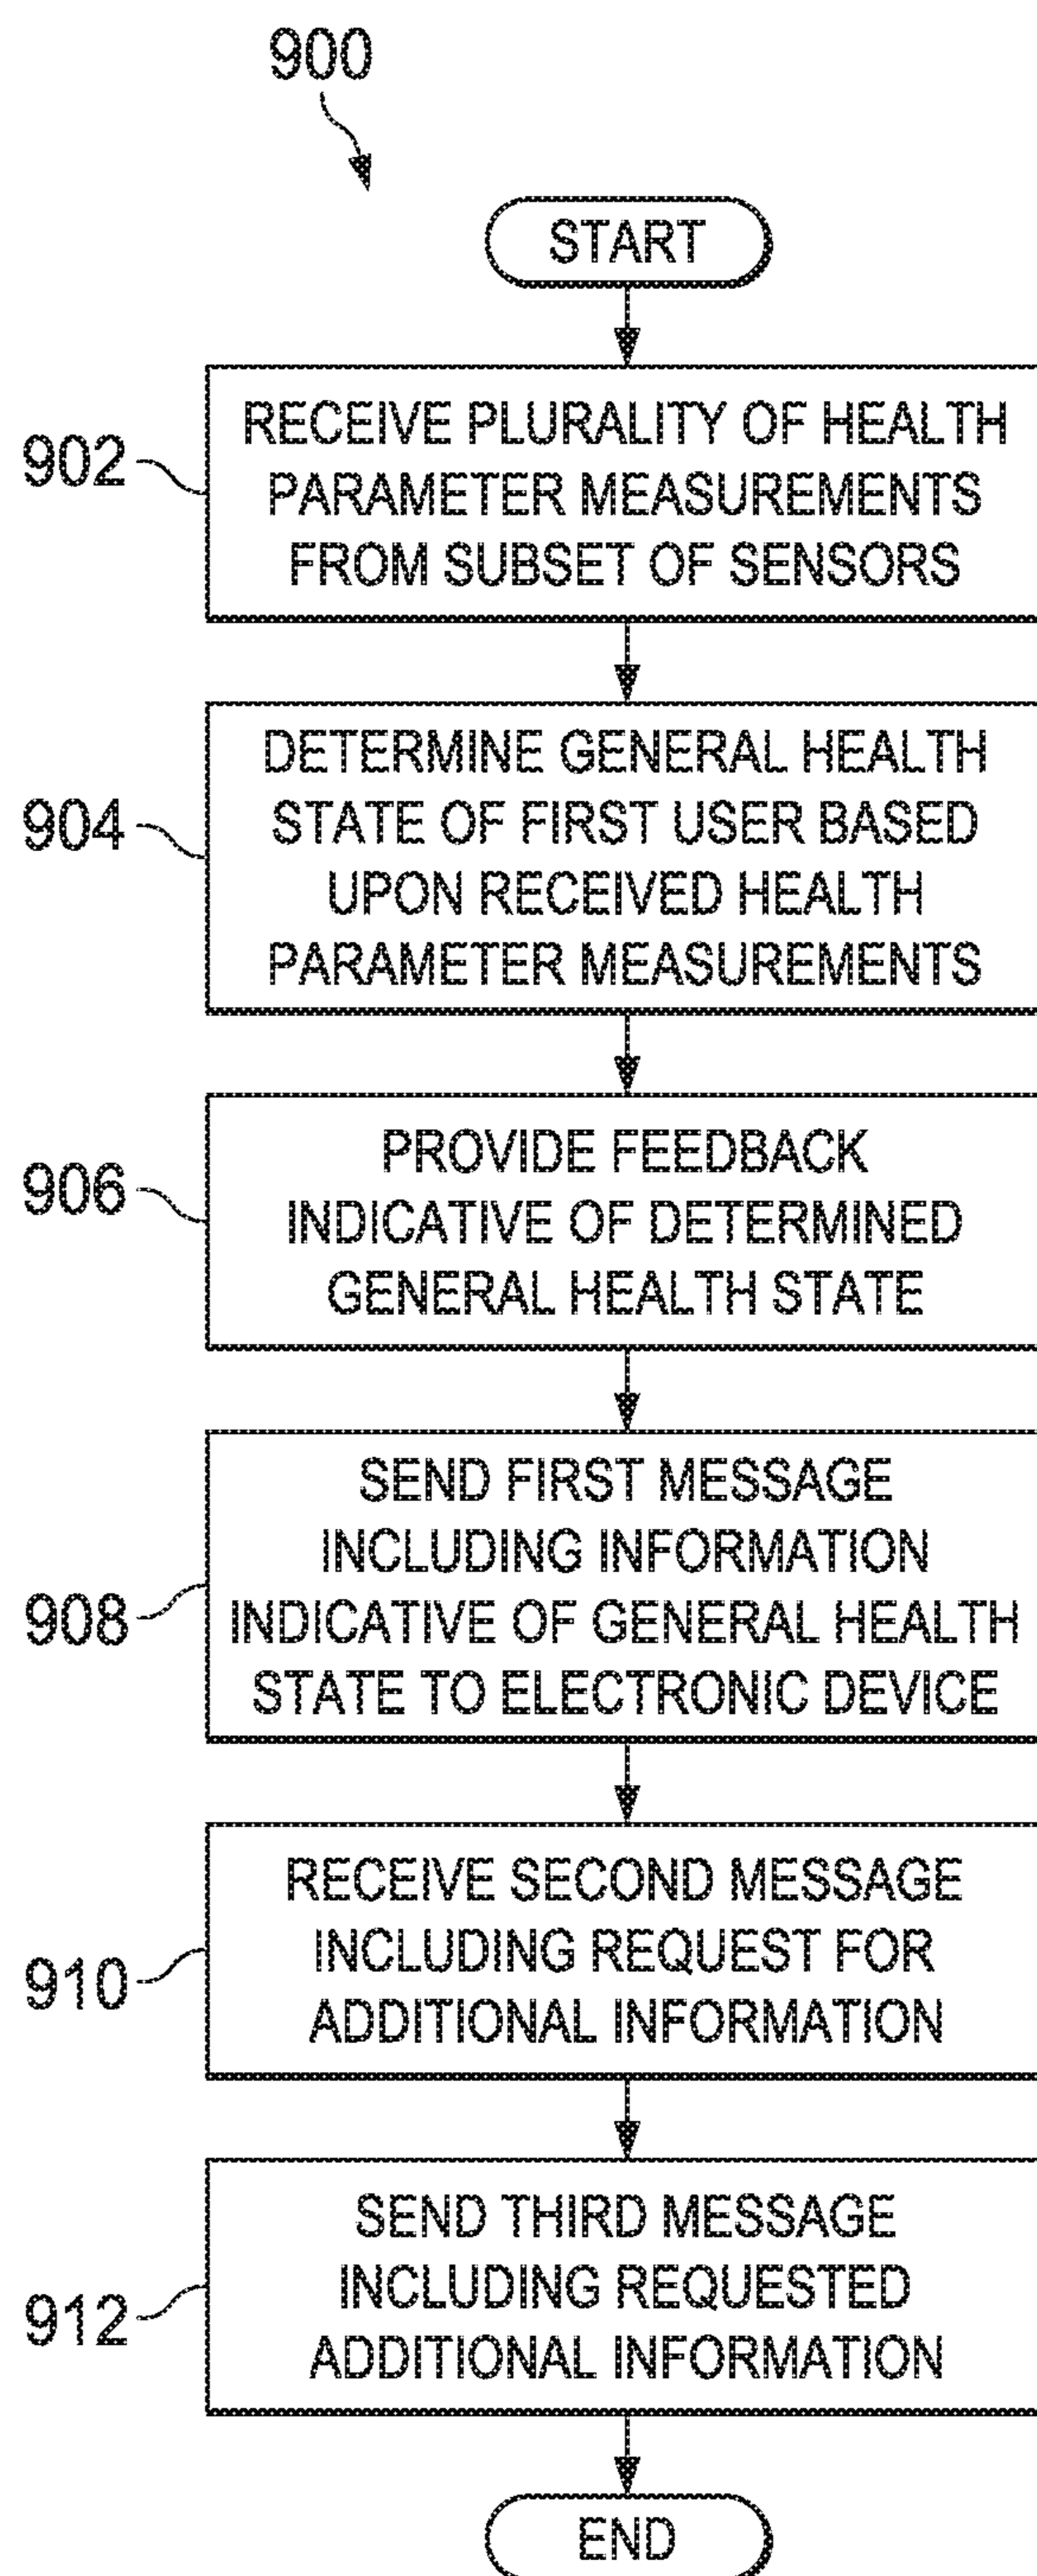 900
START
902
RECEIVE PLURALITY OF HEALTH
PARAMETER MEASUREMENTS
FROM SUBSET OF SENSORS
904
DETERMINE GENERAL HEALTH
STATE OF FIRST USER BASED
UPON RECEIVED HEALTH
PARAMETER MEASUREMENTS
906
PROVIDE FEEDBACK
INDICATIVE OF DETERMINED
GENERAL HEALTH STATE
908
SEND FIRST MESSAGE
INCLUDING INFORMATION
INDICATIVE OF GENERAL HEALTH
STATE TO ELECTRONIC DEVICE
910
RECEIVE SECOND MESSAGE
INCLUDING REQUEST FOR
ADDITIONAL INFORMATION
912
SEND THIRD MESSAGE
INCLUDING REQUESTED
ADDITIONAL INFORMATION
END